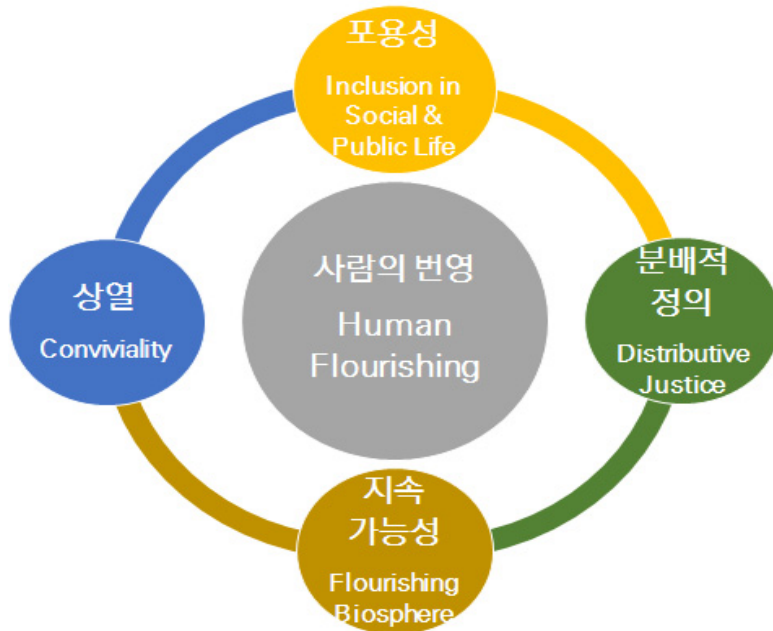 포용성
Inclusion in
Social &
Public Life
상열
Conviviality
사람의 번영
Human
Flourishing
분배적
정의
Distributive
Justice
지속
가능성
Flourishing
Biosphere